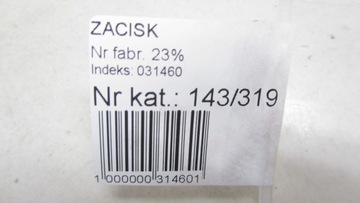 ZACISK
Nr fabr. 23%
Indeks: 031460
Nr kat.: 143/319
1 000000 314601